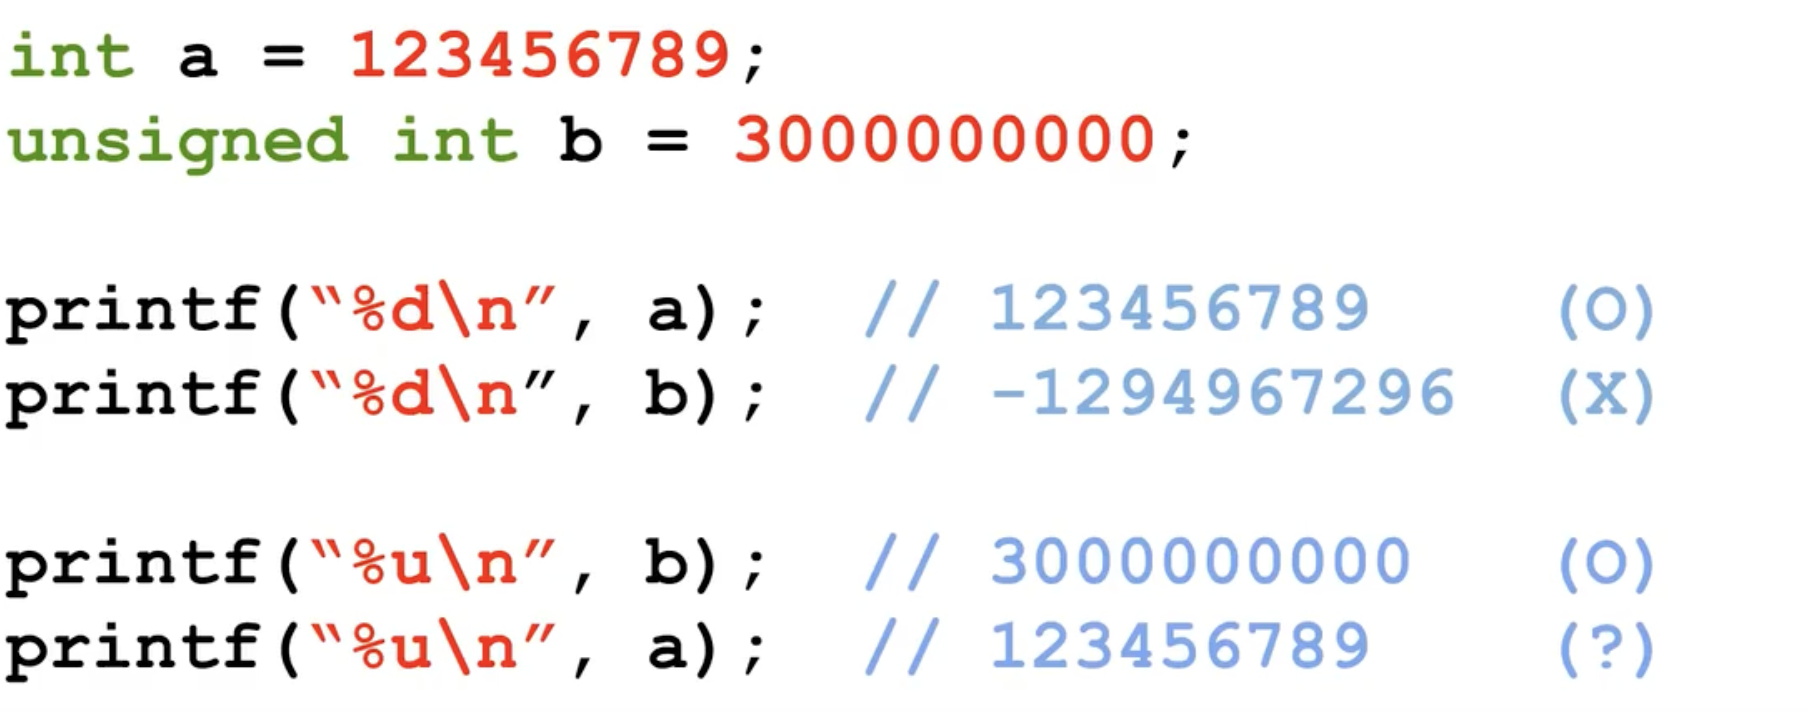 int a = 123456789;
unsigned int b = 3000000000;
printf(“%d\n”, a); // 123456789 (O)
printf(“%d\n”, b); // -1294967296 (X)
printf(“%u\n”, b); // 3000000000 (O)
printf(“%u\n”, a); // 123456789 (?)